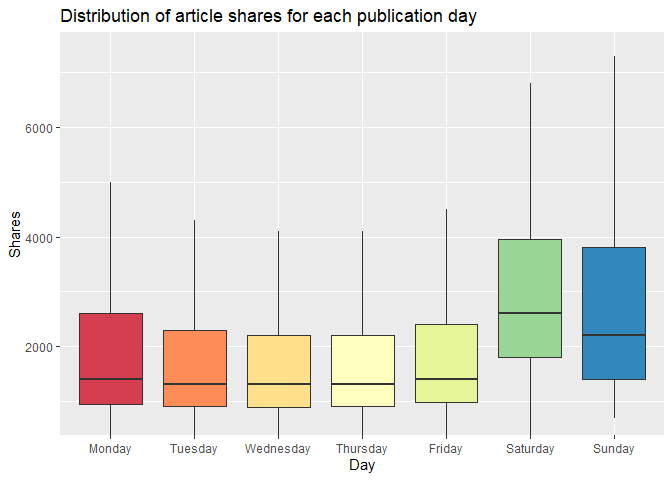 Distribution of article shares for each publication day
6000
4000
2000
Shares
Monday Tuesday Wednesday Thursday Friday Saturday Sunday
Day